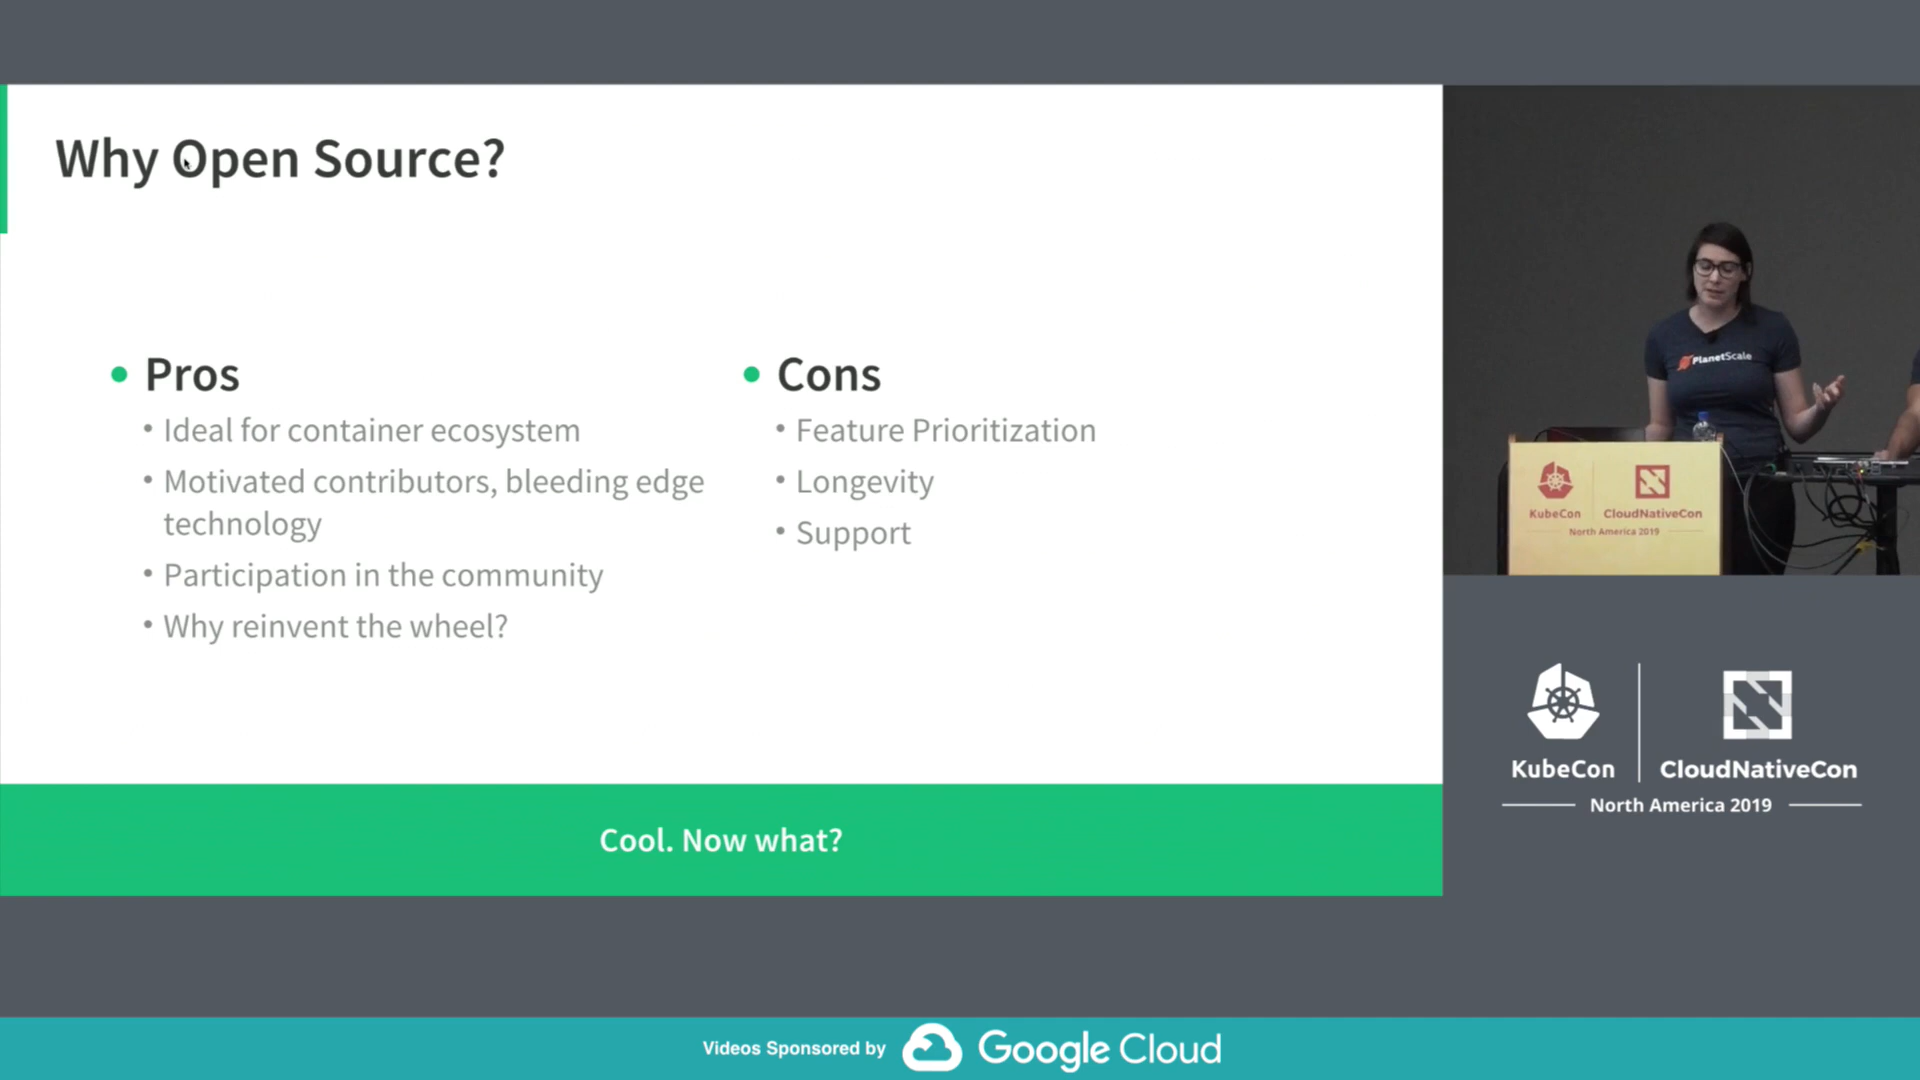 Why Open Source?
Pros
Ideal for container ecosystem
Motivated contributors, bleeding edge
technology
Participation in the community
Why reinvent the wheel?
Cons
Feature Prioritization
Longevity
Support
Cool. Now what?
PlanetScale
KubeCon
CloudNativeCon
North America 2019
KubeCon
CloudNativeCon
North America 2019
Videos Sponsored by Google Cloud